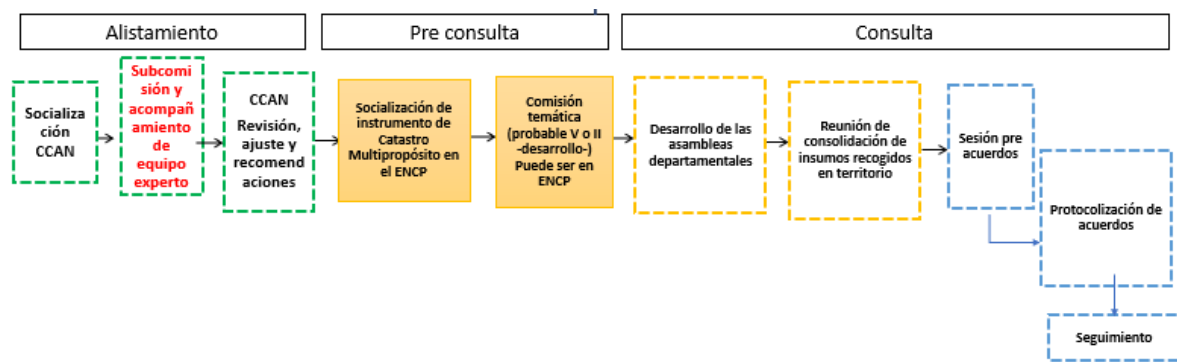 Alistamiento
Pre consulta
Consulta
Socializa
ción
CCAN
Subcomi
sión y
acompañ
amiento
de
equipo
experto
CCAN
Revisión,
ajuste y
recomend
aciones
Socialización de
instrumento de
Catastro
Multipropósito en
el ENCP
Comisión
temática
(probable V o II
-desarrollo-)
Puede ser en
ENCP
Desarrollo de las
asambleas
departamentales
Reunión de
consolidación de
insumos recogidos
en territorio
Sesión pre
acuerdos
Protocolización de
acuerdos
Seguimiento